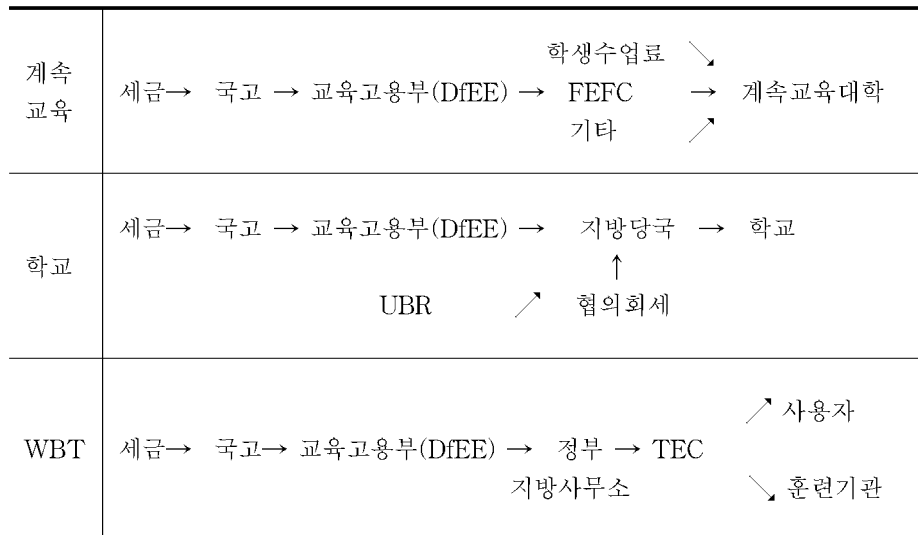 계속
교육
학생수업료 ↘
세금→ 국고 → 교육고용부(DfEE) → FEFC → 계속교육대학
기타 ↗
학교
세금→ 국고 → 교육고용부(DfEE) → 지방당국 → 학교
↑
UBR ↗ 협의회세
WBT
↗ 사용자
세금→ 국고→ 교육고용부(DfEE) → 정부 → TEC
지방사무소 ↘ 훈련기관